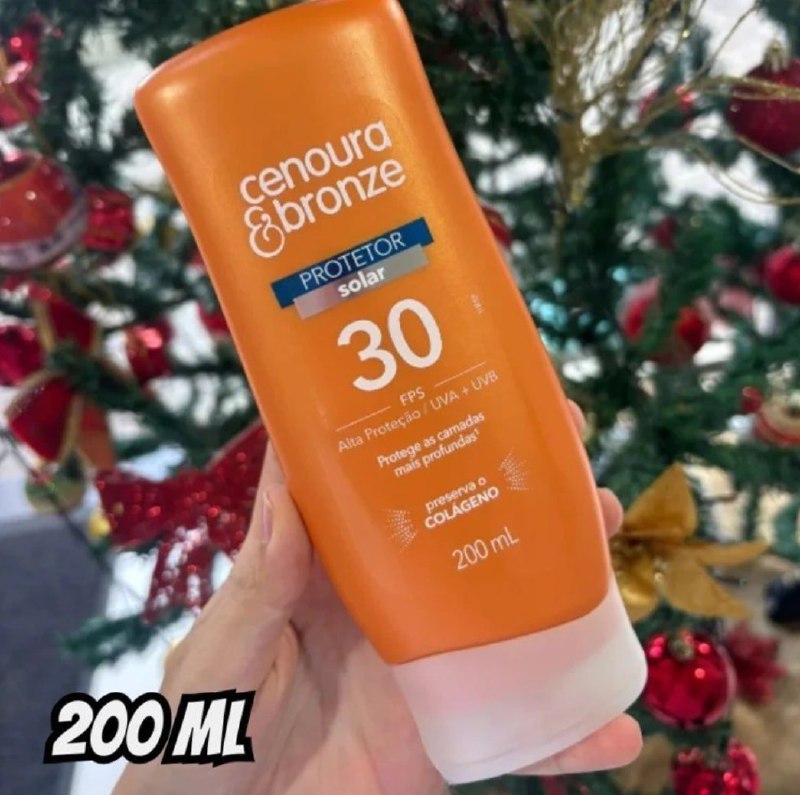 cenoura
&bronze
PROTETOR
solar
30
FPS
Alta Proteção / UVA + UVB
Protege as camadas
mais profundas¹
preserva o
COLÁGENO
200 mL
200 ML